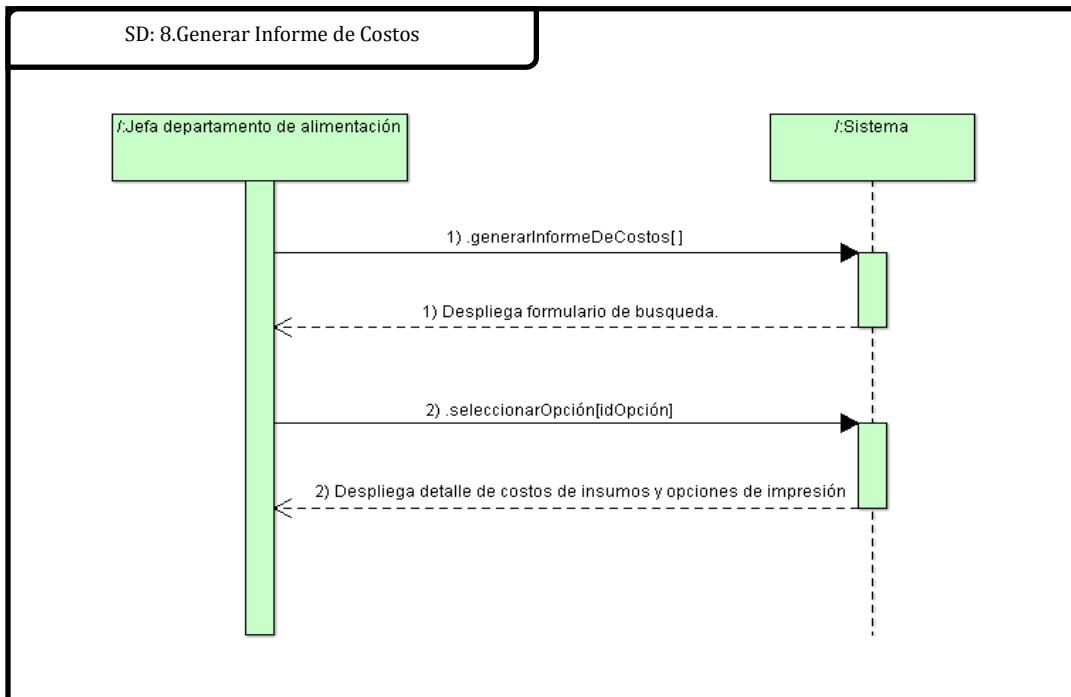 SD: 8.Generar Informe de Costos
/:Jefa departamento de alimentación
/:Sistema
1) .generarInformeDeCostos[ ]
1) Despliega formulario de busqueda.
2) .seleccionarOpción[idOpción]
2) Despliega detalle de costos de insumos y opciones de impresión